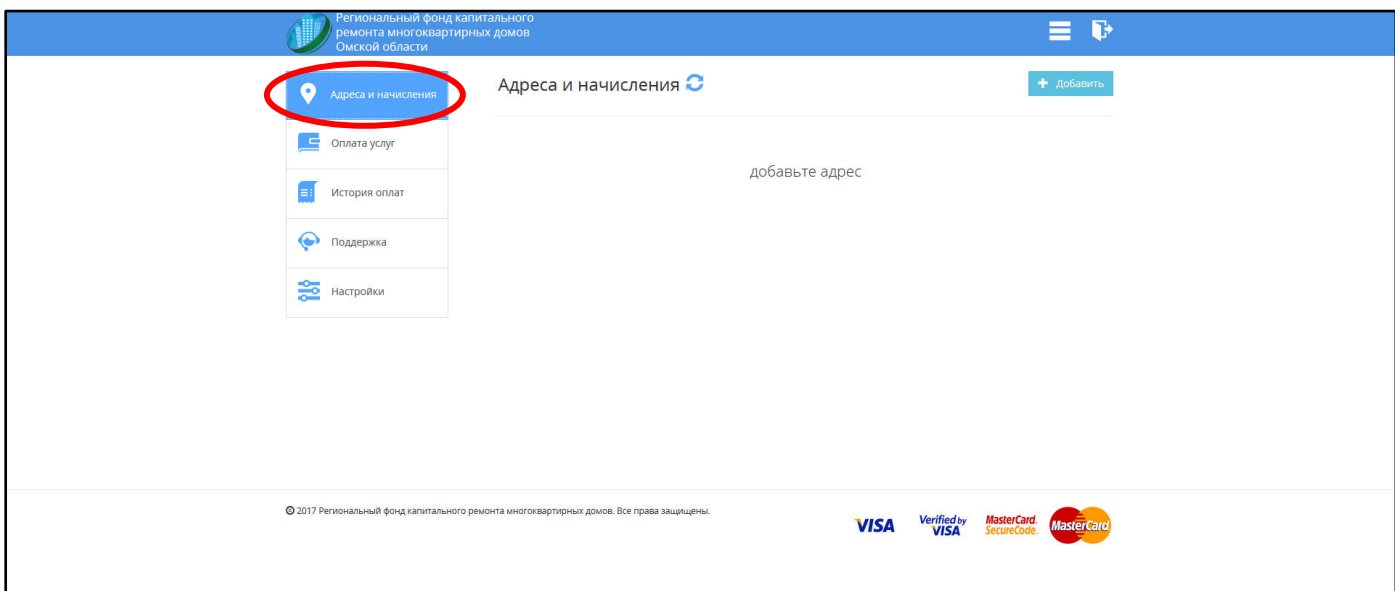 Региональный фонд капитального
ремонта многоквартирных домов
Омской области
Адреса и начисления
Оплата услуг
История оплат
Поддержка
Настройки
Адреса и начисления
+ Добавить
добавьте адрес
© 2017 Региональный фонд капитального ремонта многоквартирных домов. Все права защищены.
VISA
Verified by
VISA
MasterCard.
SecureCode.
MasterCard